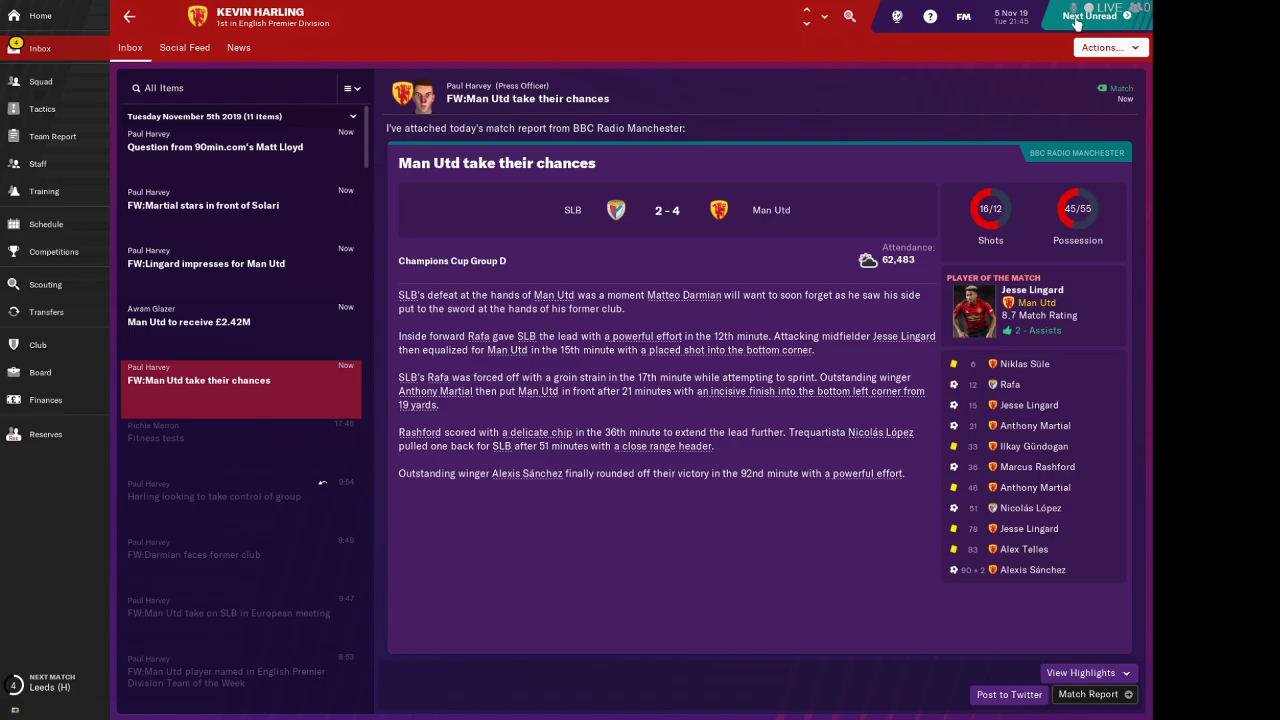 Home
KEVIN HARLING
1st in English Premier Division
FM
5 Nov 19
Tue 21:45
LIVE 0
Next Unread
4
Inbox
Inbox Social Feed News
Actions...
Squad
Tactics
Team Report
Staff
Training
Schedule
Competitions
Scouting
Transfers
Club
Board
Finances
Res
Reserves
4
NEXT MATCH
Leeds (H)
All Items
Tuesday November 5th 2019 (11 items)
Paul Harvey Now
Question from 90min.com's Matt Lloyd
Paul Harvey Now
FW:Martial stars in front of Solari
Paul Harvey Now
FW:Lingard impresses for Man Utd
Avram Glazer Now
Man Utd to receive £2.42M
Paul Harvey Now
FW:Man Utd take their chances
Richie Merron 17:48
Fitness tests
Paul Harvey 9:54
Harling looking to take control of group
Paul Harvey 9:49
FW:Darmian faces former club
Paul Harvey 9:47
FW:Man Utd take on SLB in European meeting
Paul Harvey 8:53
FW:Man Utd player named in English Premier
Division Team of the Week
Paul Harvey (Press Officer)
FW:Man Utd take their chances
Match
Now
I've attached today's match report from BBC Radio Manchester:
Man Utd take their chances
BBC RADIO MANCHESTER
SLB 2 - 4 Man Utd
Champions Cup Group D
Attendance:
62,483
SLB's defeat at the hands of Man Utd was a moment Matteo Darmian will want to soon forget as he saw his side
put to the sword at the hands of his former club.
Inside forward Rafa gave SLB the lead with a powerful effort in the 12th minute. Attacking midfielder Jesse Lingard
then equalized for Man Utd in the 15th minute with a placed shot into the bottom corner.
SLB's Rafa was forced off with a groin strain in the 17th minute while attempting to sprint. Outstanding winger
Anthony Martial then put Man Utd in front after 21 minutes with an incisive finish into the bottom left corner from
19 yards.
Rashford scored with a delicate chip in the 36th minute to extend the lead further. Trequartista Nicolás López
pulled one back for SLB after 51 minutes with a close range header.
Outstanding winger Alexis Sánchez finally rounded off their victory in the 92nd minute with a powerful effort.
16/12
Shots
45/55
Possession
PLAYER OF THE MATCH
Jesse Lingard
Man Utd
8.7 Match Rating
2 - Assists
6 Niklas Süle
12 Rafa
15 Jesse Lingard
21 Anthony Martial
33 Ilkay Gündogan
36 Marcus Rashford
46 Anthony Martial
51 Nicolás López
78 Jesse Lingard
83 Alex Telles
90 + 2 Alexis Sánchez
View Highlights
Post to Twitter
Match Report